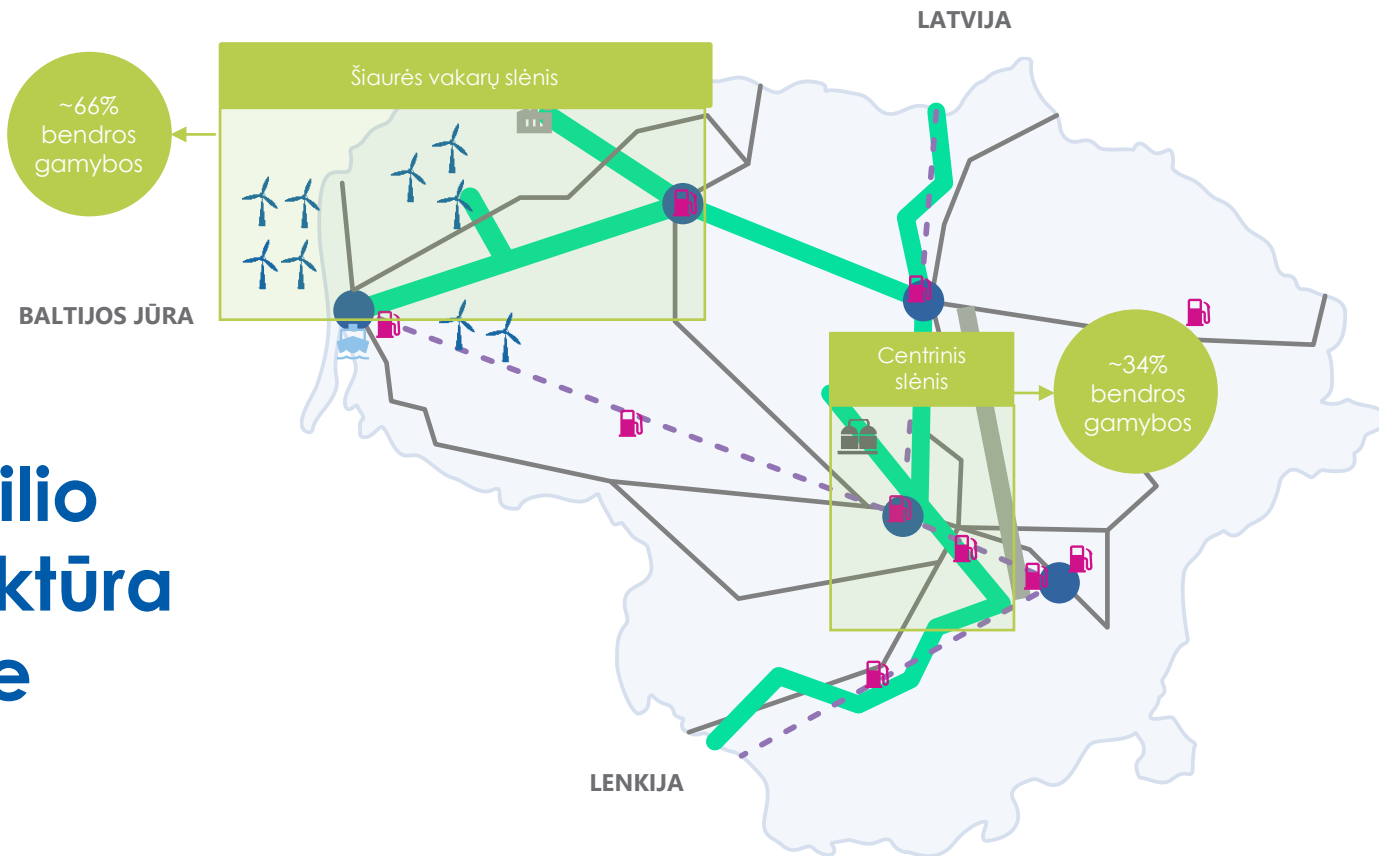 LATVIJA
Šiaurės vakarų slėnis
~66%
bendros
gamybos
BALTIJOS JŪRA
Centrinis
slėnis
~34%
bendros
gamybos
ilio
ktūra
e
LENKIJA